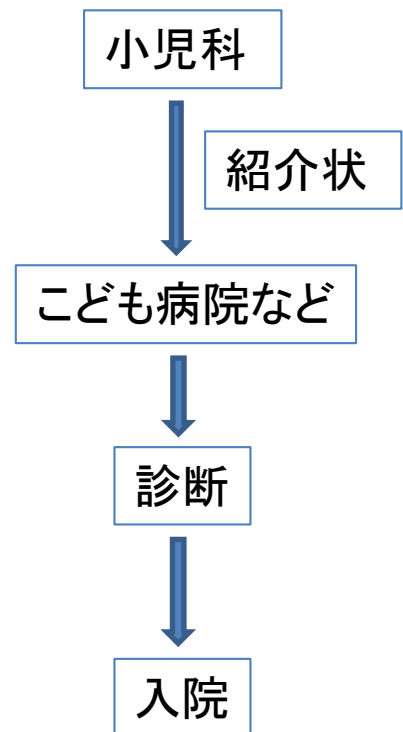 小児科
紹介状
こども病院など
診断
入院